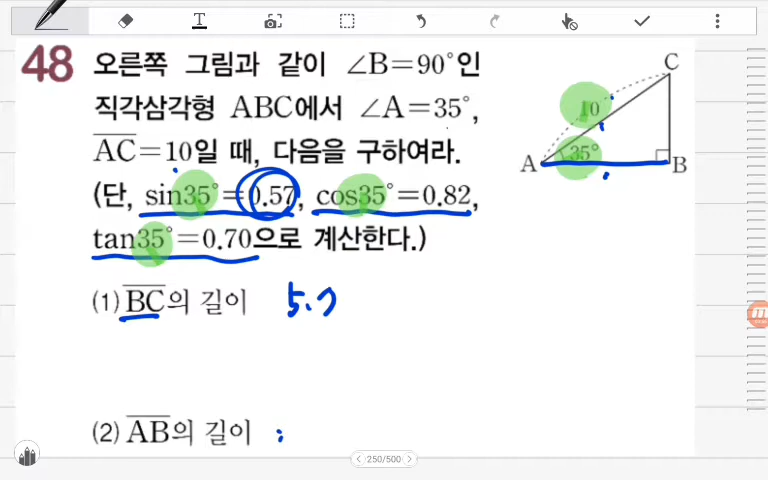 48 오른쪽 그림과 같이 ∠B=90°인
직각삼각형 ABC에서 ∠A=35°,
AC=10일 때, 다음을 구하여라.
(단, sin35°=0.57, cos35°=0.82,
tan35°=0.70으로 계산한다.)
C
10
35°
A
B
(1) BC의 길이 5.7
(2) AB의 길이
250/500